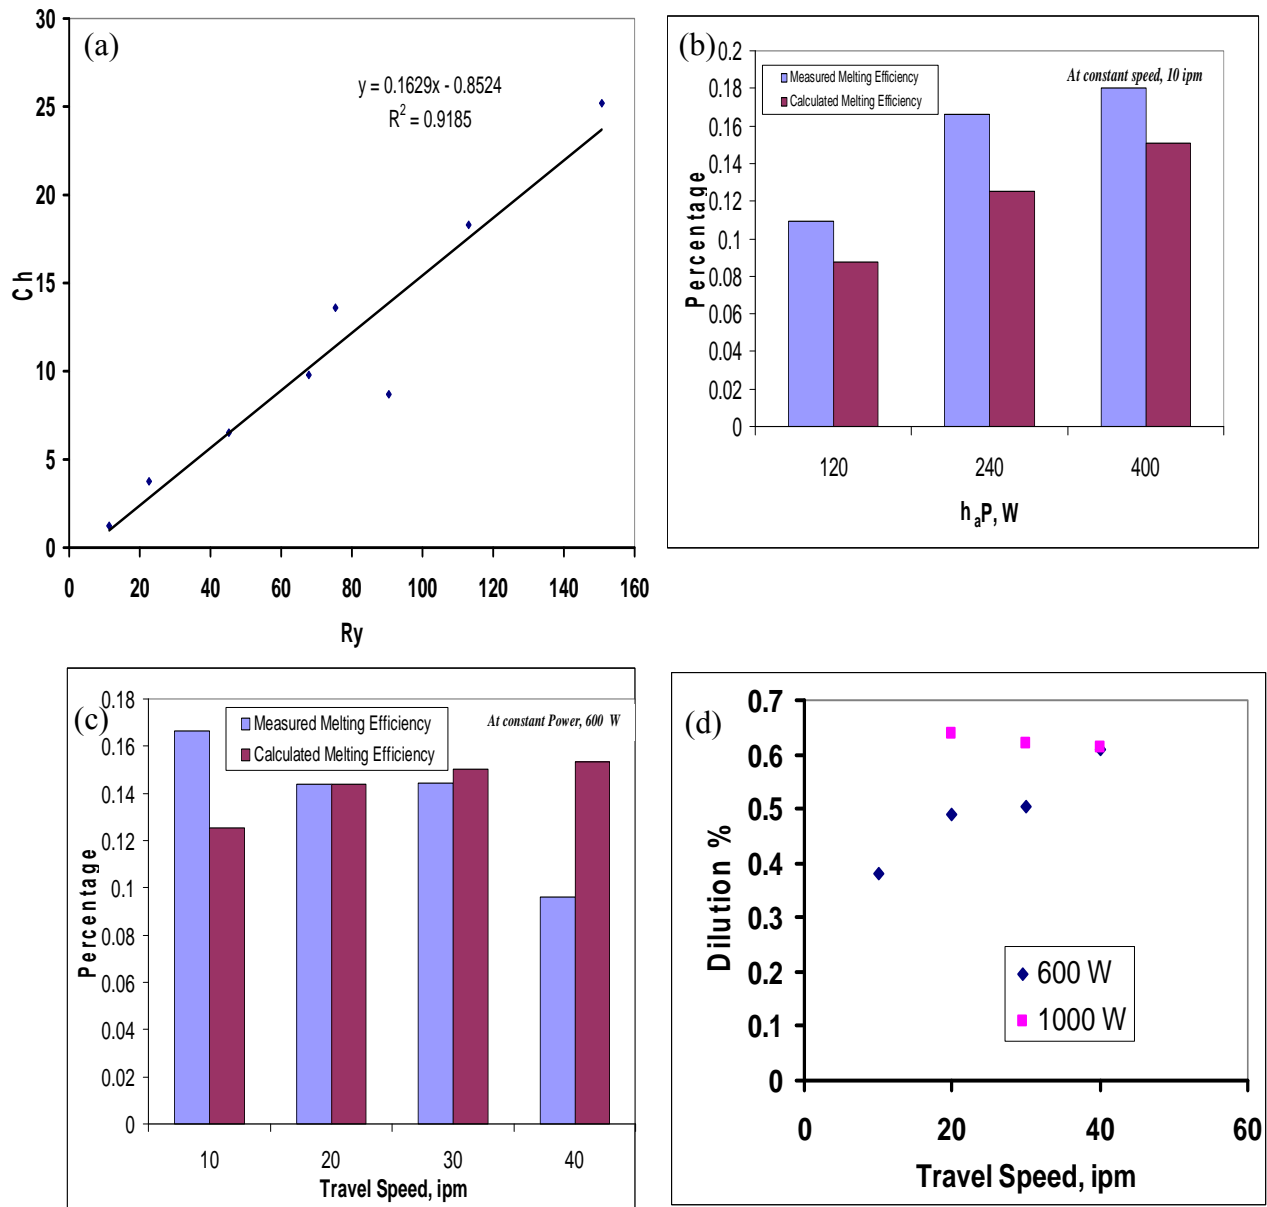 (a)
30
25
20
15
10
5
0
Ch
y = 0.1629x - 0.8524
R2 = 0.9185
0 20 40 60 80 100 120 140 160
Ry
(b)
0.2
0.18
0.16
0.14
0.12
0.1
0.08
0.06
0.04
0.02
0
Percentage
Measured Melting Efficiency
Calculated Melting Efficiency
At constant speed, 10 ipm
120 240 400
haP, W
(c)
0.18
0.16
0.14
0.12
0.1
0.08
0.06
0.04
0.02
0
Percentage
Measured Melting Efficiency
Calculated Melting Efficiency
At constant Power, 600 W
10 20 30 40
Travel Speed, ipm
(d)
0.7
0.6
0.5
0.4
0.3
0.2
0.1
0
Dilution %
600 W
1000 W
0 20 40 60
Travel Speed, ipm